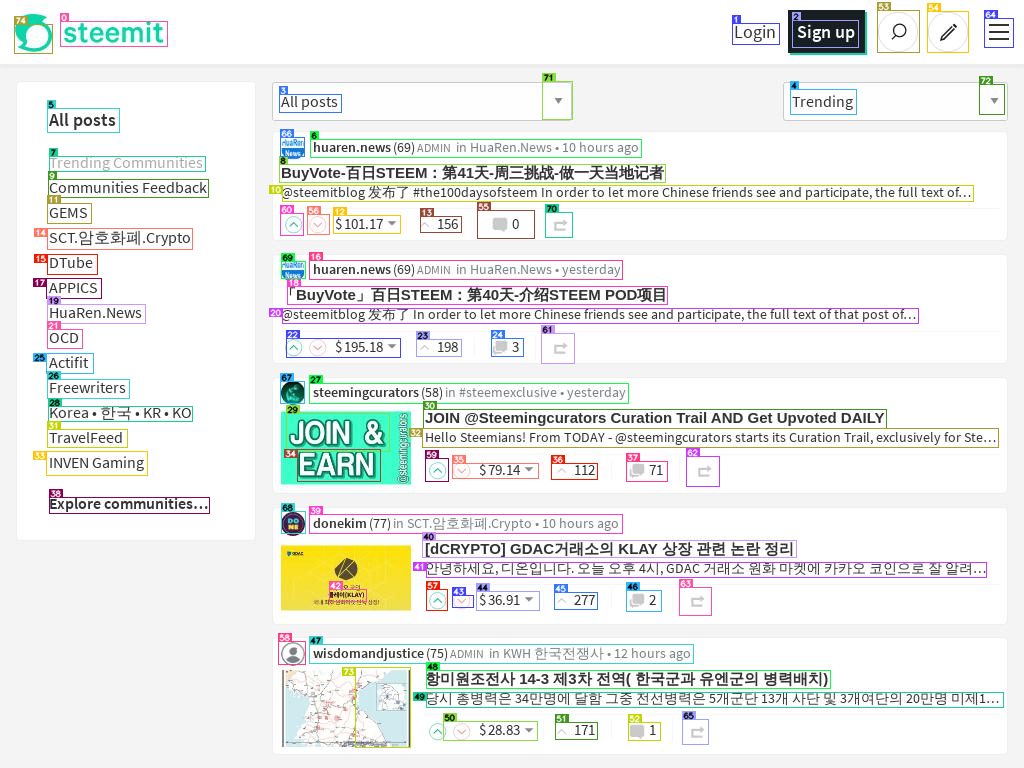 steemit
Login
Sign up
All posts
Trending Communities
Communities Feedback
GEMS
SCT.암호화폐.Crypto
DTube
APPICS
HuaRen.News
OCD
Actifit
Freewriters
Korea • 한국 • KR • KO
TravelFeed
INVEN Gaming
Explore communities...
All posts
Trending
huaren.news (69) ADMIN in HuaRen.News • 10 hours ago
BuyVote-百日STEEM：第41天-周三挑战-做一天当地记者
@steemitblog 发布了 #the100daysofsteem In order to let more Chinese friends see and participate, the full text of...
$101.17 156 0
huaren.news (69) ADMIN in HuaRen.News • yesterday
「BuyVote」百日STEEM：第40天-介绍STEEM POD项目
@steemitblog 发布了 In order to let more Chinese friends see and participate, the full text of that post of...
$195.18 198 3
steemingcurators (58) in #steemexclusive • yesterday
JOIN @Steemingcurators Curation Trail AND Get Upvoted DAILY
Hello Steemians! From TODAY - @steemingcurators starts its Curation Trail, exclusively for Ste...
JOIN &
EARN
@steemingcurators
$79.14 112 71
donekim (77) in SCT.암호화폐.Crypto • 10 hours ago
[dCRYPTO] GDAC거래소의 KLAY 상장 관련 논란 정리
안녕하세요, 디온입니다. 오늘 오후 4시, GDAC 거래소 원화 마켓에 카카오 코인으로 잘 알려...
GDAC
$36.91 277 2
wisdomandjustice (75) ADMIN in KWH 한국전쟁사 • 12 hours ago
항미원조전사 14-3 제3차 전역( 한국군과 유엔군의 병력배치)
당시 총병력은 34만명에 달함 그중 전선병력은 5개군단 13개 사단 및 3개여단의 20만명 미제1...
$28.83 171 1